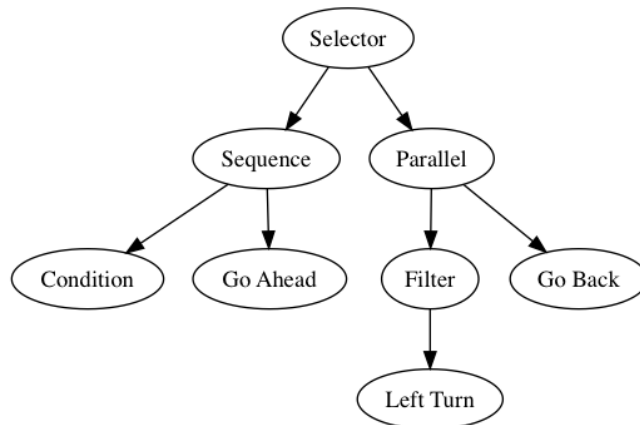 Selector
Sequence
Parallel
Condition
Go Ahead
Filter
Go Back
Left Turn